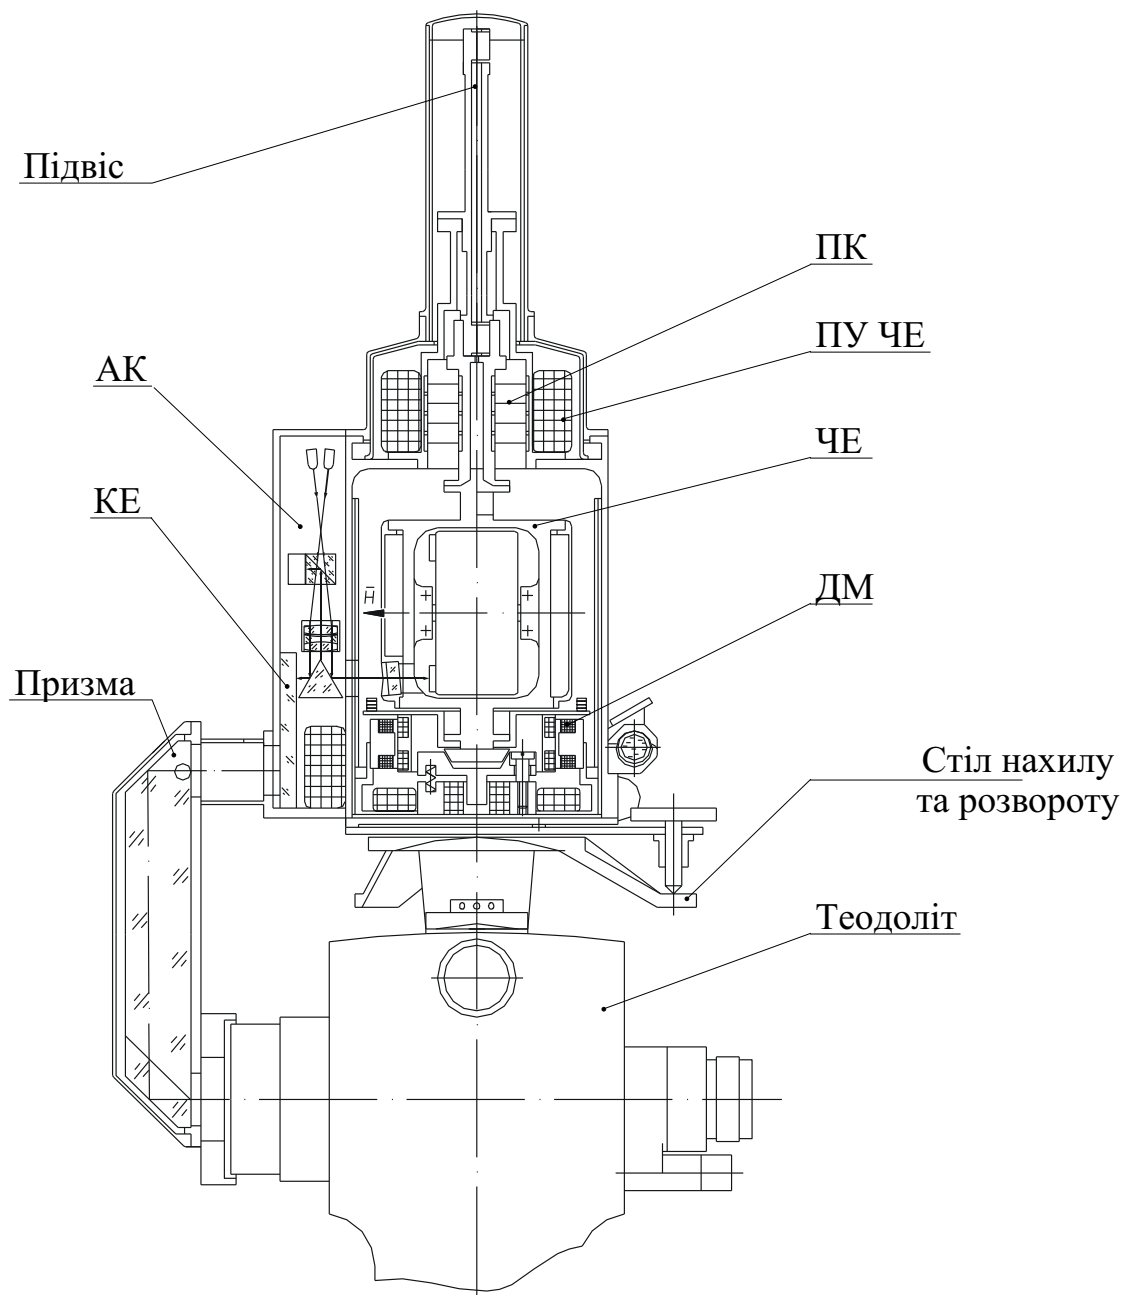 Підвіс
ПК
ПУ ЧЕ
АК
ЧЕ
КЕ
ДМ
H
Призма
Стіл нахилу
та розвороту
Теодоліт